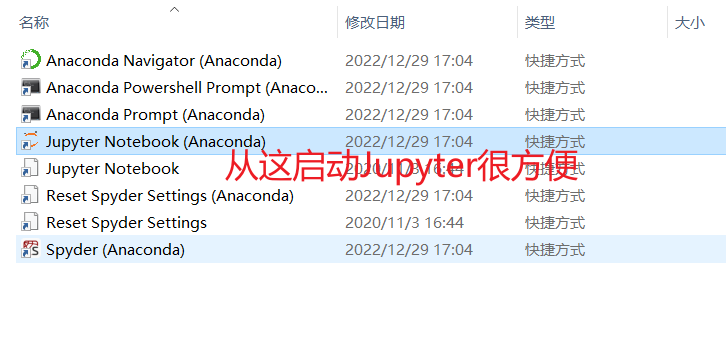 名称 修改日期 类型 大小
Anaconda Navigator (Anaconda) 2022/12/29 17:04 快捷方式
Anaconda Powershell Prompt (Anaco... 2022/12/29 17:04 快捷方式
Anaconda Prompt (Anaconda) 2022/12/29 17:04 快捷方式
Jupyter Notebook (Anaconda) 2022/12/29 17:04 快捷方式
从这启动Jupyter很方便
Jupyter Notebook 2020/11/3 16:44 快捷方式
Reset Spyder Settings (Anaconda) 2022/12/29 17:04 快捷方式
Reset Spyder Settings 2020/11/3 16:44 快捷方式
Spyder (Anaconda) 2022/12/29 17:04 快捷方式